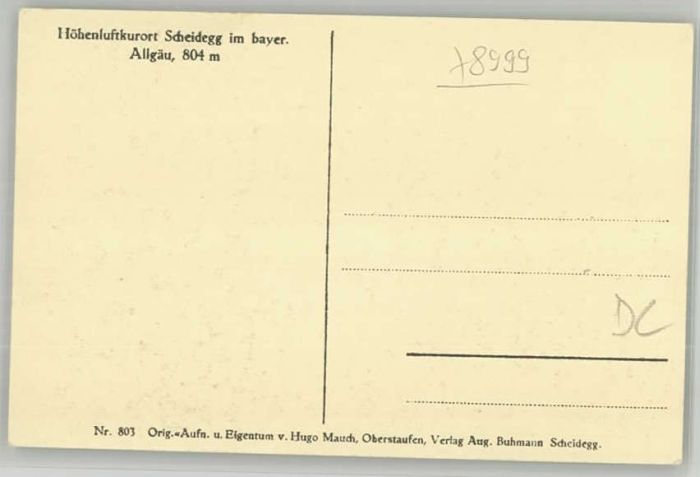 Höhenluftkurort Scheidegg im bayer.
Allgäu, 804 m
78999
DC
Nr. 803 Orig.=Aufn. u. Eigentum v. Hugo Mauch, Oberstaufen, Verlag Aug. Buhmann Scheidegg.